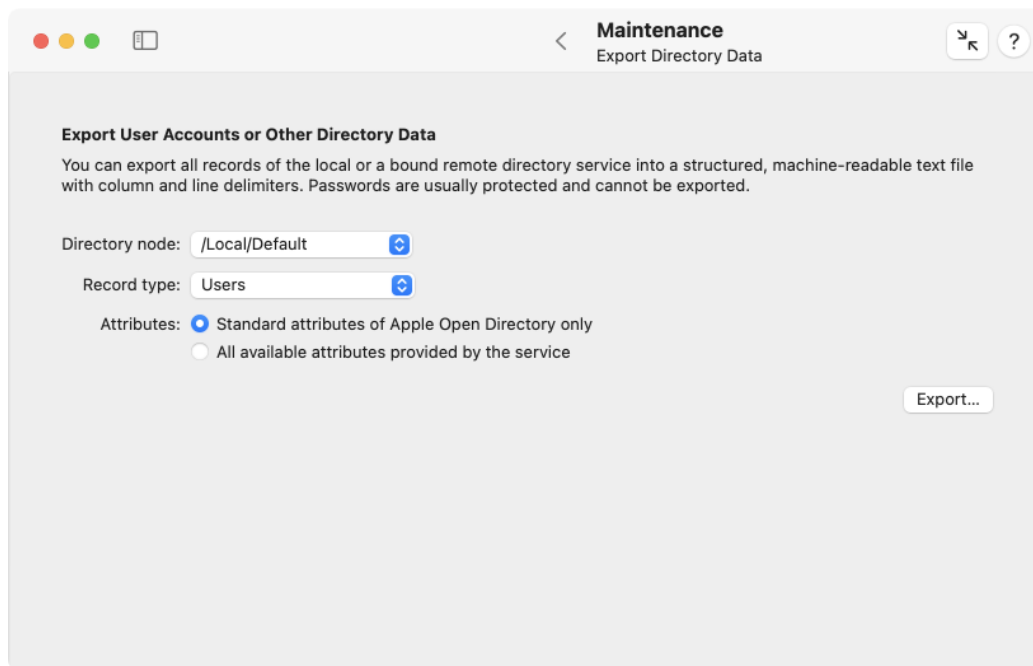 Maintenance
Export Directory Data
?
Export User Accounts or Other Directory Data
You can export all records of the local or a bound remote directory service into a structured, machine-readable text file
with column and line delimiters. Passwords are usually protected and cannot be exported.
Directory node: /Local/Default
Record type: Users
Attributes: Standard attributes of Apple Open Directory only
All available attributes provided by the service
Export...